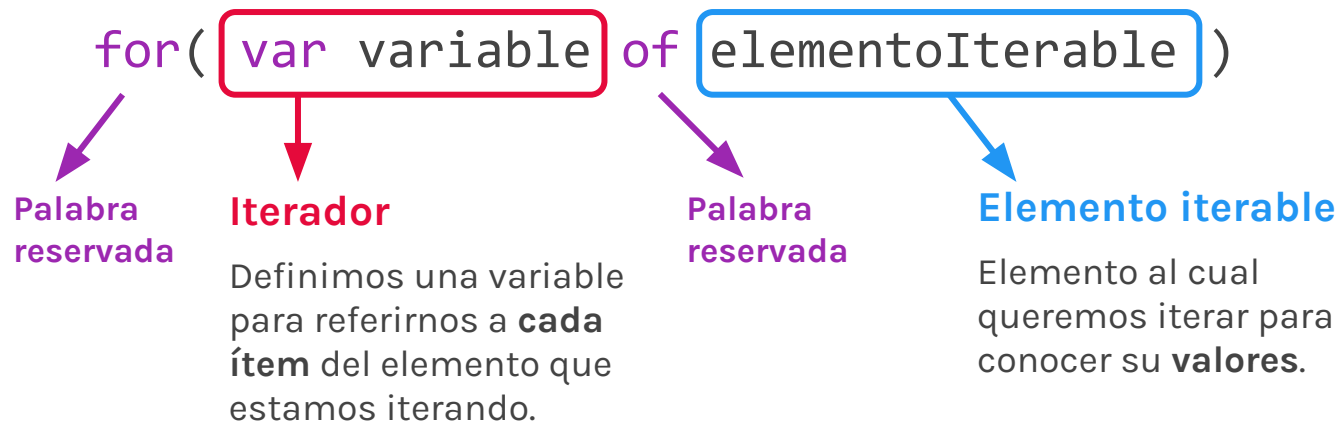 for( var variable of elementoIterable )
Palabra
reservada
Iterador
Definimos una variable
para referirnos a cada
ítem del elemento que
estamos iterando.
Palabra
reservada
Elemento iterable
Elemento al cual
queremos iterar para
conocer su valores.